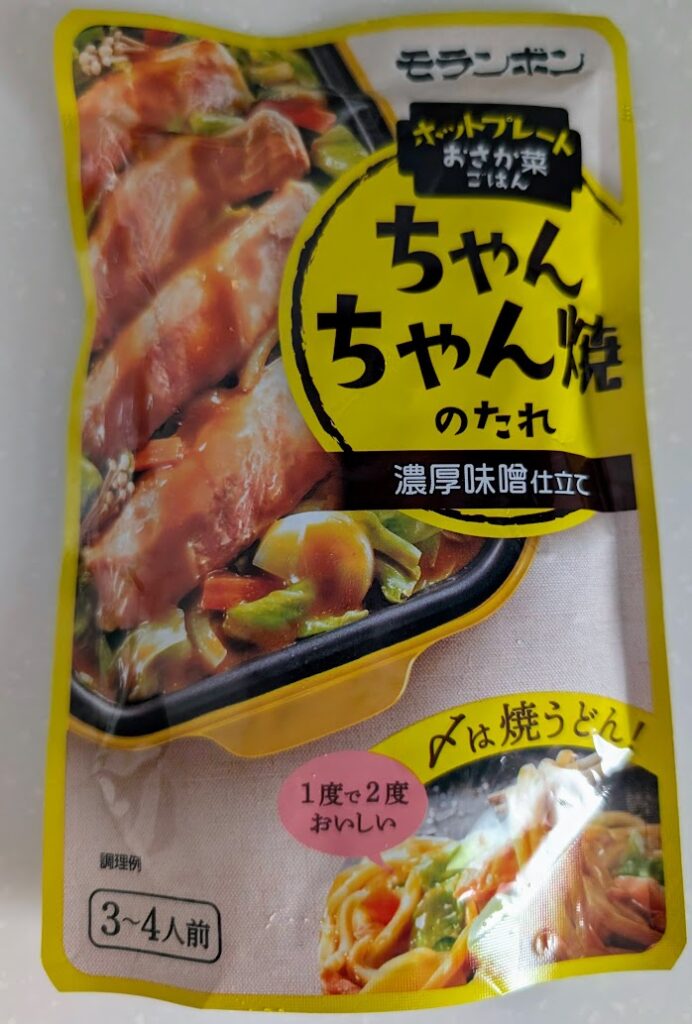 モランボン
ホットプレート
おさか菜
ごはん
ちゃん
ちゃん焼
のたれ
濃厚味噌仕立て
〆は焼うどん!
1度で2度
おいしい
調理例
3~4人前